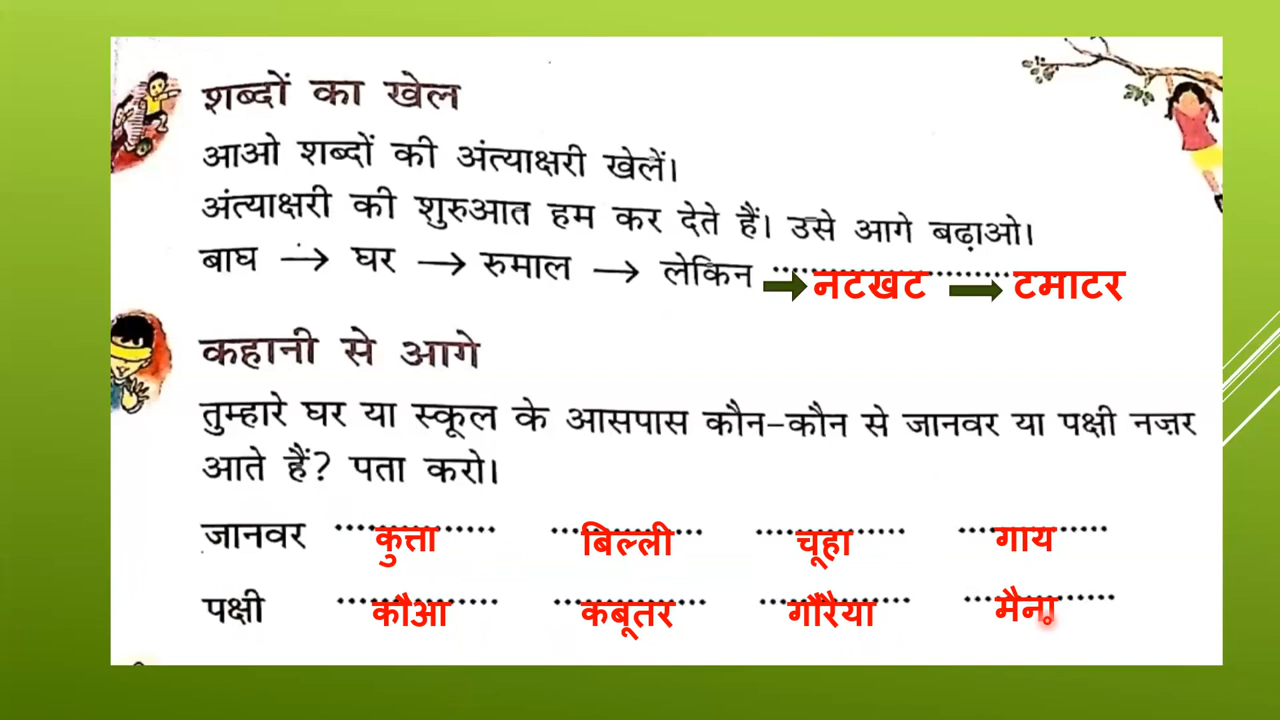 शब्दों का खेल
आओ शब्दों की अंत्याक्षरी खेलें।
अंत्याक्षरी की शुरुआत हम कर देते हैं। उसे आगे बढ़ाओ।
बाघ → घर → रुमाल → लेकिन ........................ ➡ नटखट ➡ टमाटर
कहानी से आगे
तुम्हारे घर या स्कूल के आसपास कौन-कौन से जानवर या पक्षी नज़र
आते हैं? पता करो।
जानवर कुत्ता बिल्ली चूहा गाय
पक्षी कौआ कबूतर गौरैया मैना